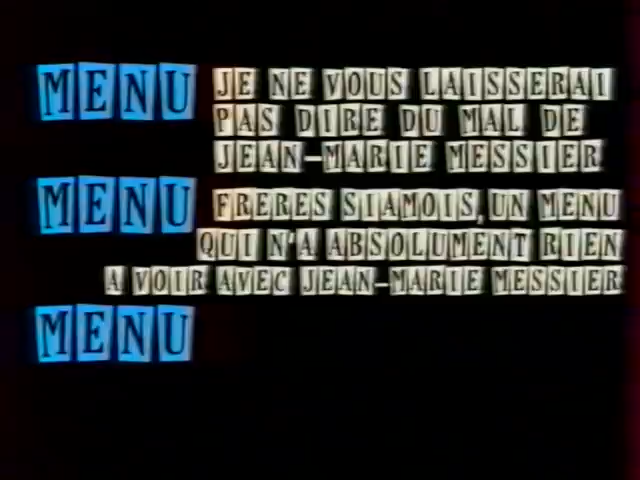 MENU JE NE VOUS LAISSERAI
PAS DIRE DU MAL DE
JEAN-MARIE MESSIER
MENU FRERES SIAMOIS, UN MENU
QUI N'A ABSOLUMENT RIEN
A VOIR AVEC JEAN-MARIE MESSIER
MENU